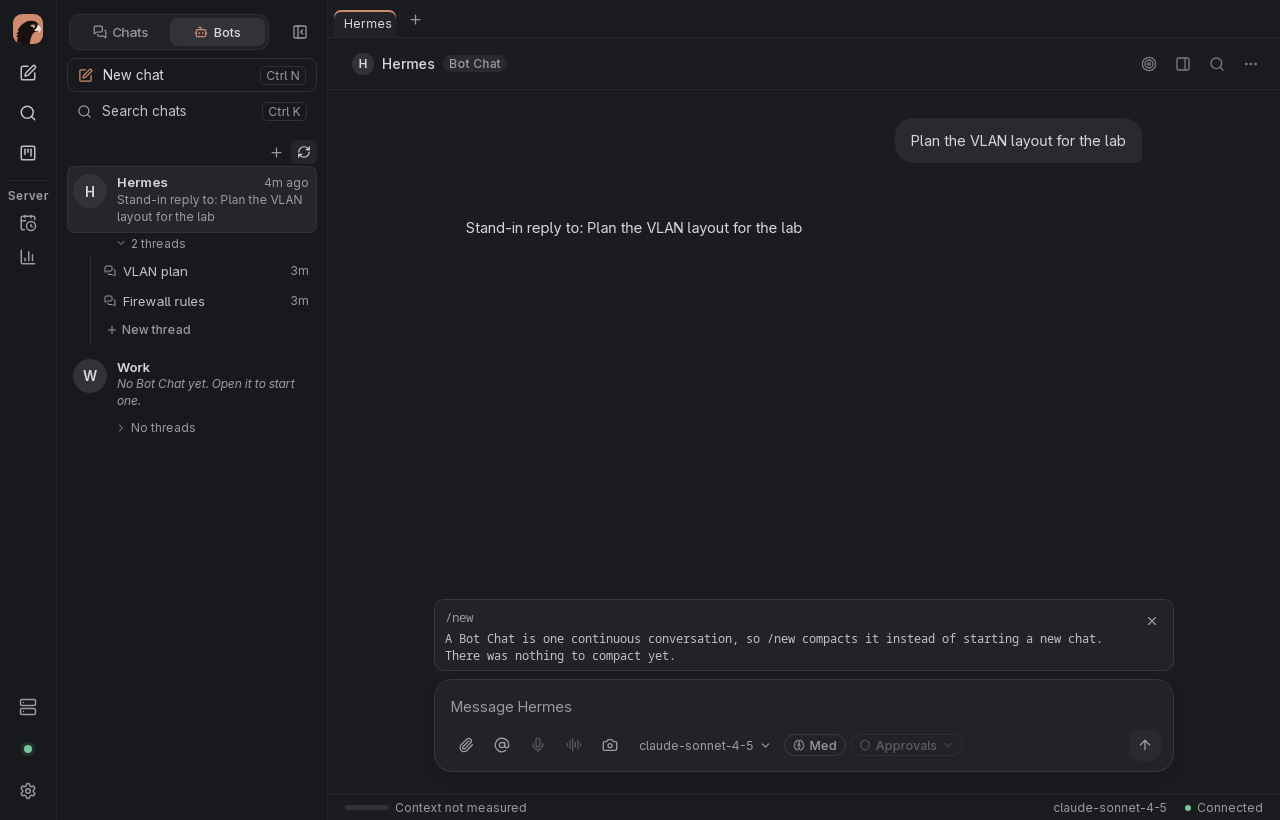 Chats
Bots
New chat
Ctrl N
Search chats
Ctrl K
Server
H
Hermes
4m ago
Stand-in reply to: Plan the VLAN
layout for the lab
2 threads
VLAN plan
3m
Firewall rules
3m
New thread
W
Work
No Bot Chat yet. Open it to start
one.
No threads
Hermes
H
Hermes
Bot Chat
Plan the VLAN layout for the lab
Stand-in reply to: Plan the VLAN layout for the lab
/new
A Bot Chat is one continuous conversation, so /new compacts it instead of starting a new chat.
There was nothing to compact yet.
Message Hermes
claude-sonnet-4-5
Med
Approvals
Context not measured
claude-sonnet-4-5
Connected